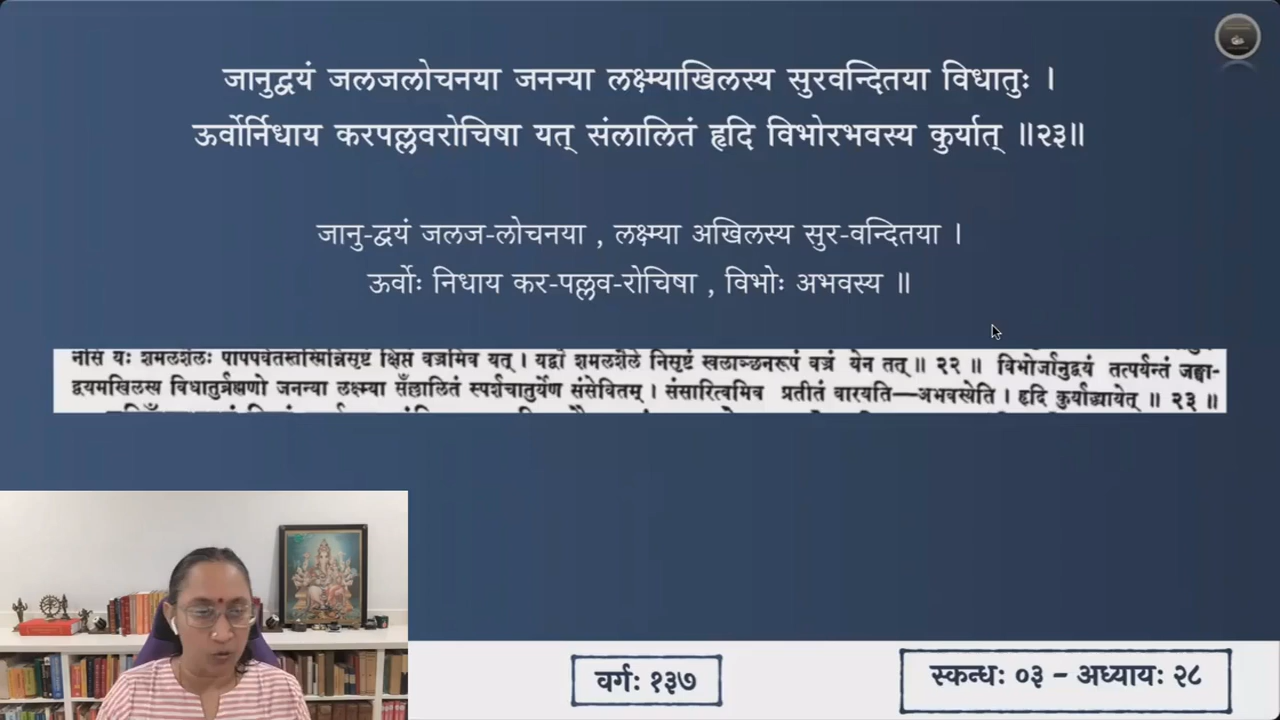 जानुद्वयं जलजलोचनया जनन्या लक्ष्म्याखिलस्य सुरवन्दितया विधातुः ।
ऊर्वोर्निधाय करपल्लवरोचिषा यत् संलालितं हृदि विभोरभवस्य कुर्यात् ॥२३॥
जानु-द्वयं जलज-लोचनया , लक्ष्म्या अखिलस्य सुर-वन्दितया ।
ऊर्वोः निधाय कर-पल्लव-रोचिषा , विभोः अभवस्य ॥
यः शमलशैलः पापपर्वतस्तस्मिन्निसृष्टं क्षिप्तं वज्रमिव यत् । यद्वा शमलशैले निसृष्टं खलाञ्छनरूपं वज्रं येन तत् ॥ २२ ॥ विभोर्जानुद्वयं तत्पर्यन्तं जङ्घा-
द्वयमखिलस्य विधातुर्ब्रह्मणो जनन्या लक्ष्म्या सँल्लालितं स्पर्शचातुर्येण संसेवितम् । संसारित्वमिव प्रतीतं वारयति—अभवस्येति । हृदि कुर्याद्ध्यायेत् ॥ २३ ॥
वर्गः १३७
स्कन्धः ०३ - अध्यायः २८